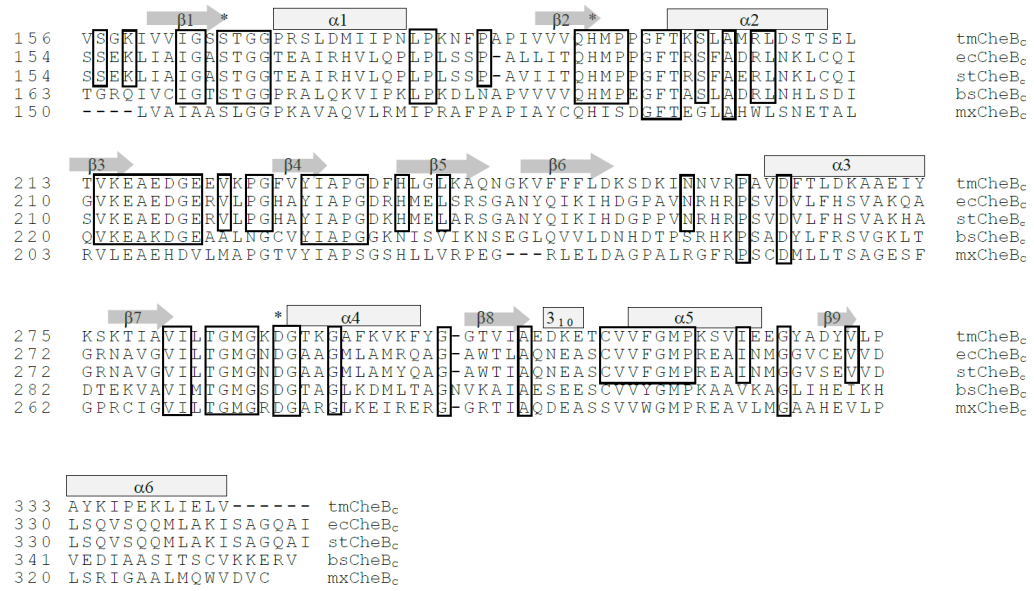 β1 * α1 β2 * α2
156 VSGKIVVIGSSTGGPRSLDMIIPNLPKNFPAPIVVVQHMPPGFTKSLAMRLDSTSEL tmCheBc
154 SSEKLIAIGASTGGTEAIRHVLQPLPLSSP-ALLITQHMPPGFTRSFADRLNKLCQI ecCheBc
154 SSEKLIAIGASTGGTEAIRHVLQPLPLSSP-AVIITQHMPPGFTRSFAERLNKLCQI stCheBc
163 TGRQIVCIGTSTGGPRALQKVIPKLPKDLNAPVVVVQHMPEGFTASLADRLNHLSDI bsCheBc
150 ----LVAIAASLGGPKAVAQVLRMIPRAFPAPIAYCQHISDGFTEGLAHWLSNETAL mxCheBc
β3 β4 β5 β6 α3
213 TVKEAEDGEEVKPGFVYIAPGDFHLGLKAQNGKVFFFLDKSDKINNVRPAVDFTLDKAAEIY tmCheBc
210 SVKEAEDGERVLPGHAYIAPGDRHMELSRSGANYQIKIHDGPAVNRHRPSVDVLFHSVAKQA ecCheBc
210 SVKEAEDGERVLPGHAYIAPGDKHMELSRSGANYQIKIHDGPPVNRHRPSVDVLFHSVAKHA stCheBc
220 QVKEAKDGEAALNGCVYIAPGGKNISVIKNSEGLQVVLDNHDTPSRHKPSADYLFRSVGKLT bsCheBc
203 RVLEAEHDVLMAPGTVYIAPSGSHLLVRPEG---RLELDAGPALRGFRPSCDMLLTSAGESF mxCheBc
β7 * α4 β8 3₁₀ α5 β9
275 KSKTIAVILTGMGKDGTKGAFKVKFYG-GTVIAEDKETCVVFGMPKSVIEEGYADYVLP tmCheBc
272 GRNAVGVILTGMGNDGAAGMLAMRQAG-AWTLAQNEASCVVFGMPREAINMGGVCEVVD ecCheBc
272 GRNAVGVILTGMGNDGAAGMLAMYQAG-AWTIAQNEASCVVFGMPREAINMGGVSEVVD stCheBc
282 DTEKVAVIMTGMGSDGTAGLKDMLTAGNVKAIAESEESCVVYGMPKAAVKAGLIHEIKH bsCheBc
262 GPRCIGVILTGMGRDGARGLKEIRERG-GRTIAQDEASSVVWGMPREAVLMGAAHEVLP mxCheBc
α6
333 AYKIPEKLIELV------ tmCheBc
330 LSQVSQQMLAKISAGQAI ecCheBc
330 LSQVSQQMLAKISAGQAI stCheBc
341 VEDIAASITSCVKKERV bsCheBc
320 LSRIGAALMQWVDVC mxCheBc